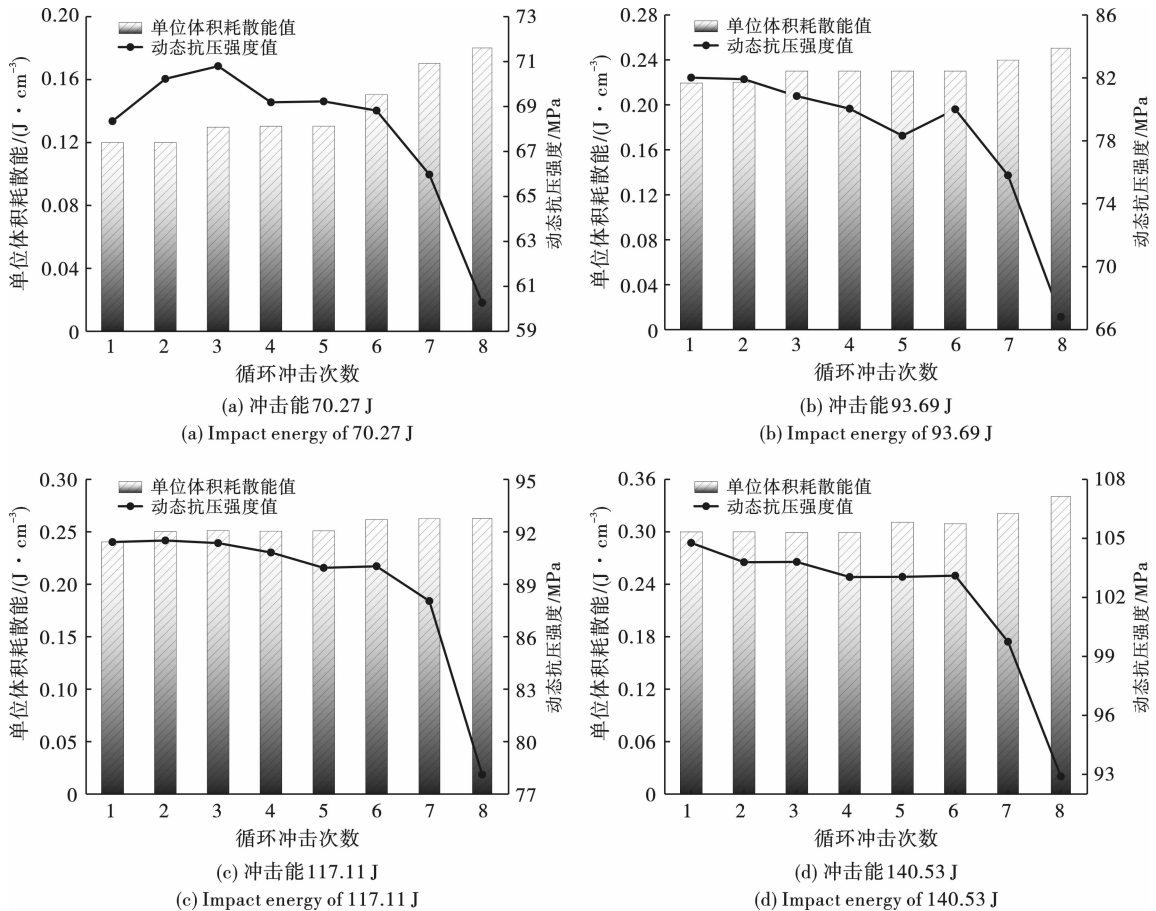 单位体积耗散能值
动态抗压强度值
0.20
0.16
0.12
0.08
0.04
0
单位体积耗散能/(J·cm⁻³)
73
71
69
67
65
63
61
59
动态抗压强度/MPa
1 2 3 4 5 6 7 8
循环冲击次数
(a) 冲击能70.27 J
(a) Impact energy of 70.27 J
单位体积耗散能值
动态抗压强度值
0.28
0.24
0.20
0.16
0.12
0.08
0.04
0
单位体积耗散能/(J·cm⁻³)
86
82
78
74
70
66
动态抗压强度/MPa
1 2 3 4 5 6 7 8
循环冲击次数
(b) 冲击能93.69 J
(b) Impact energy of 93.69 J
单位体积耗散能值
动态抗压强度值
0.30
0.25
0.20
0.15
0.10
0.05
0
单位体积耗散能/(J·cm⁻³)
95
92
89
86
83
80
77
动态抗压强度/MPa
1 2 3 4 5 6 7 8
循环冲击次数
(c) 冲击能117.11 J
(c) Impact energy of 117.11 J
单位体积耗散能值
动态抗压强度值
0.36
0.30
0.24
0.18
0.12
0.06
0
单位体积耗散能/(J·cm⁻³)
108
105
102
99
96
93
动态抗压强度/MPa
1 2 3 4 5 6 7 8
循环冲击次数
(d) 冲击能140.53 J
(d) Impact energy of 140.53 J